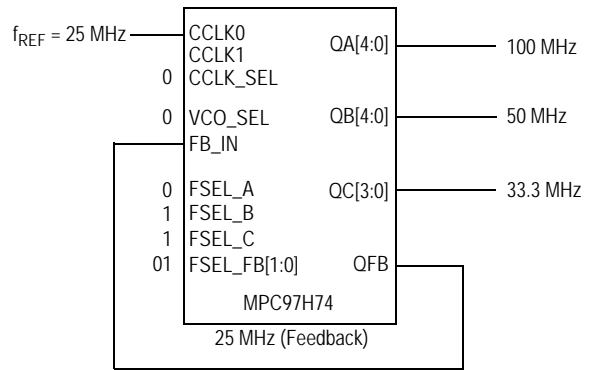 f_REF = 25 MHz CCLK0
CCLK1
0 CCLK_SEL
QA[4:0] 100 MHz
0 VCO_SEL QB[4:0] 50 MHz
FB_IN
0 FSEL_A QC[3:0] 33.3 MHz
1 FSEL_B
1 FSEL_C
01 FSEL_FB[1:0] QFB
MPC97H74
25 MHz (Feedback)